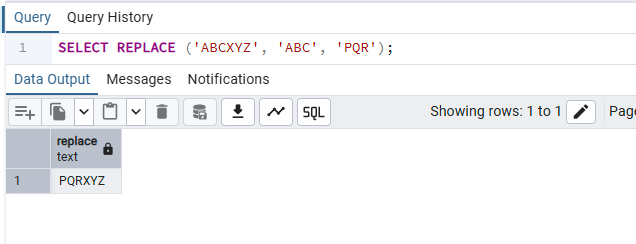 Query Query History
1 SELECT REPLACE ('ABCXYZ', 'ABC', 'PQR');
Data Output Messages Notifications
SQL Showing rows: 1 to 1 Page
replace
text
1 PQRXYZ